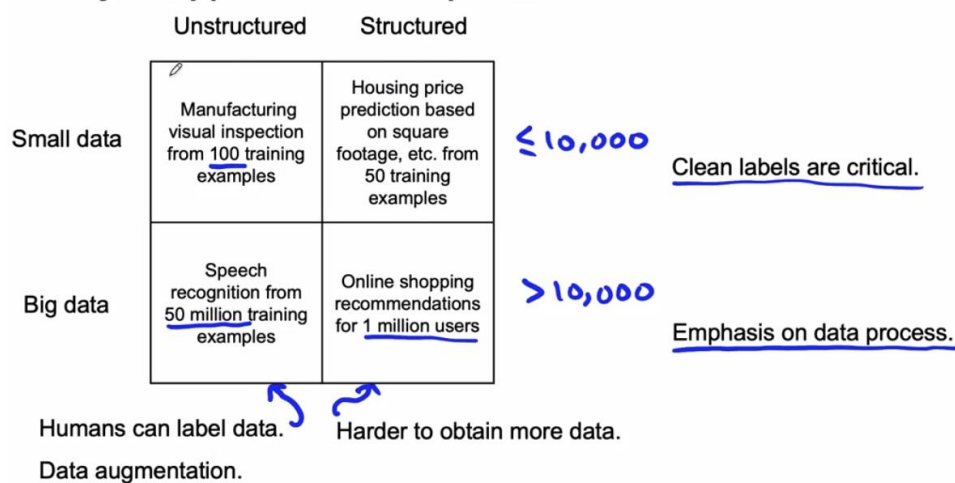 Unstructured
Structured
Small data
Manufacturing
visual inspection
from 100 training
examples
Housing price
prediction based
on square
footage, etc. from
50 training
examples
≤10,000
Clean labels are critical.
Big data
Speech
recognition from
50 million training
examples
Online shopping
recommendations
for 1 million users
>10,000
Emphasis on data process.
Humans can label data.
Data augmentation.
Harder to obtain more data.